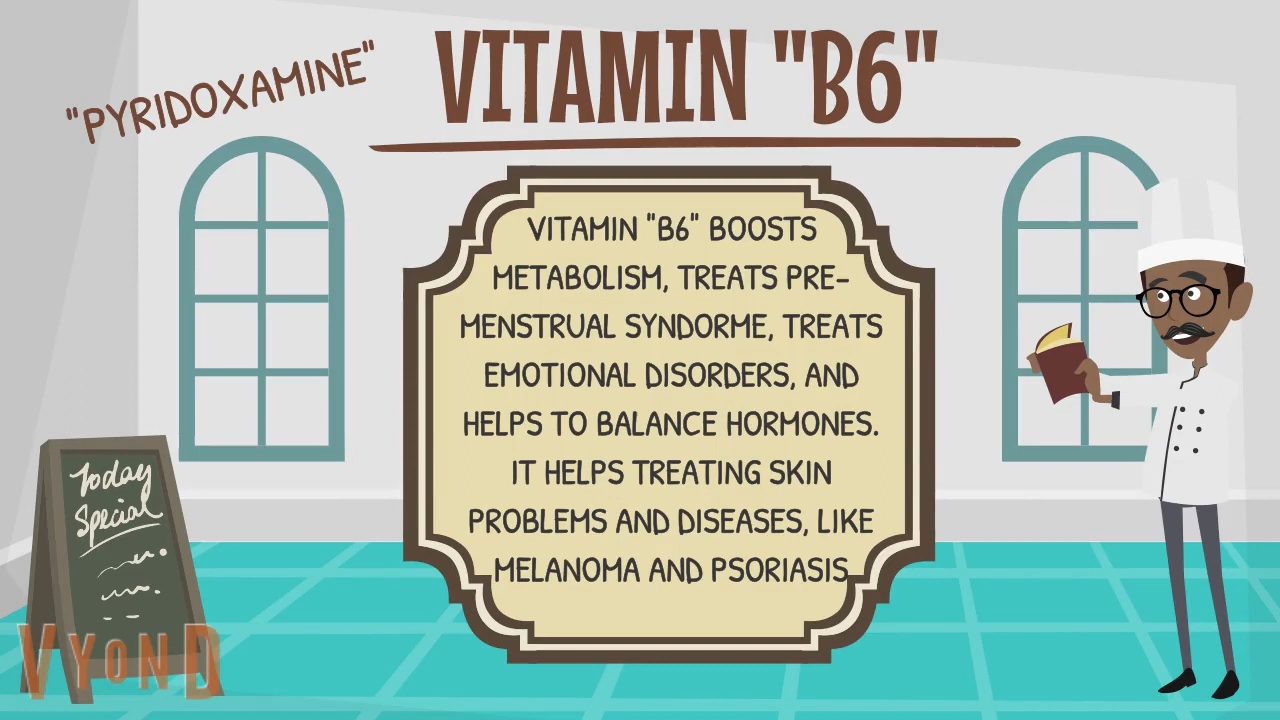 "PYRIDOXAMINE"
VITAMIN "B6"
VITAMIN "B6" BOOSTS
METABOLISM, TREATS PRE-
MENSTRUAL SYNDORME, TREATS
EMOTIONAL DISORDERS, AND
HELPS TO BALANCE HORMONES.
IT HELPS TREATING SKIN
PROBLEMS AND DISEASES, LIKE
MELANOMA AND PSORIASIS
Today
Special
VYOND